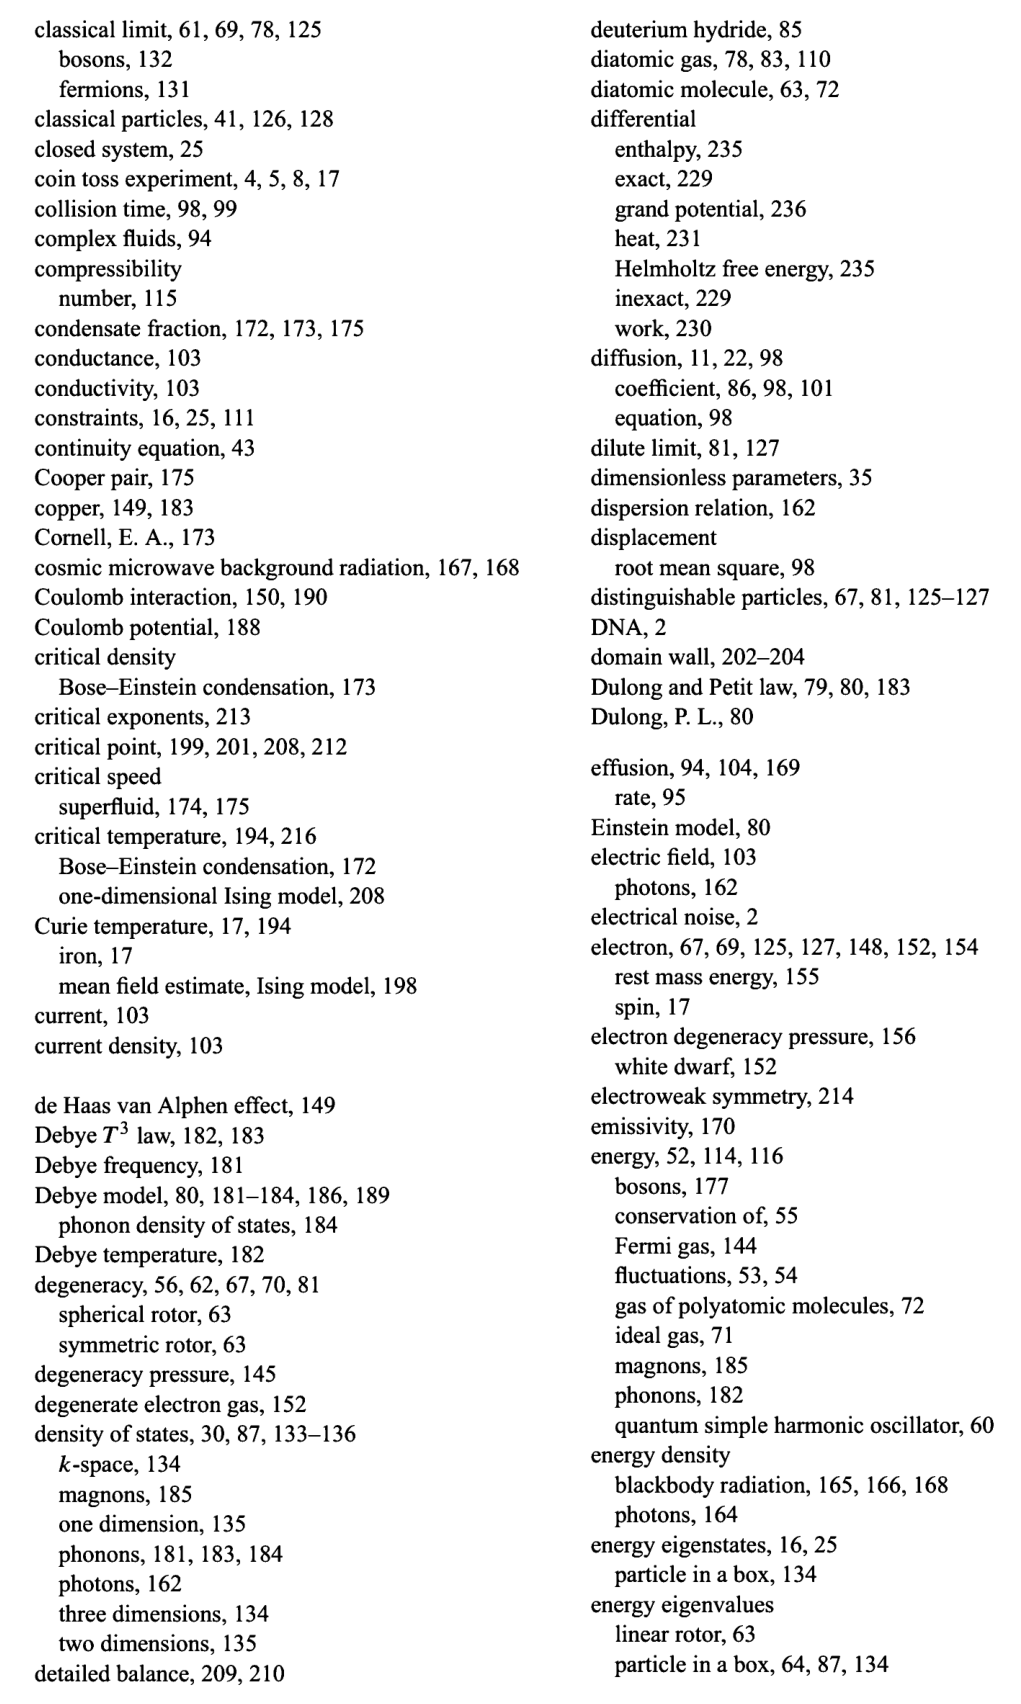 classical limit, 61, 69, 78, 125
bosons, 132
fermions, 131
classical particles, 41, 126, 128
closed system, 25
coin toss experiment, 4, 5, 8, 17
collision time, 98, 99
complex fluids, 94
compressibility
number, 115
condensate fraction, 172, 173, 175
conductance, 103
conductivity, 103
constraints, 16, 25, 111
continuity equation, 43
Cooper pair, 175
copper, 149, 183
Cornell, E. A., 173
cosmic microwave background radiation, 167, 168
Coulomb interaction, 150, 190
Coulomb potential, 188
critical density
Bose–Einstein condensation, 173
critical exponents, 213
critical point, 199, 201, 208, 212
critical speed
superfluid, 174, 175
critical temperature, 194, 216
Bose–Einstein condensation, 172
one-dimensional Ising model, 208
Curie temperature, 17, 194
iron, 17
mean field estimate, Ising model, 198
current, 103
current density, 103
de Haas van Alphen effect, 149
Debye T³ law, 182, 183
Debye frequency, 181
Debye model, 80, 181–184, 186, 189
phonon density of states, 184
Debye temperature, 182
degeneracy, 56, 62, 67, 70, 81
spherical rotor, 63
symmetric rotor, 63
degeneracy pressure, 145
degenerate electron gas, 152
density of states, 30, 87, 133–136
k-space, 134
magnons, 185
one dimension, 135
phonons, 181, 183, 184
photons, 162
three dimensions, 134
two dimensions, 135
detailed balance, 209, 210
deuterium hydride, 85
diatomic gas, 78, 83, 110
diatomic molecule, 63, 72
differential
enthalpy, 235
exact, 229
grand potential, 236
heat, 231
Helmholtz free energy, 235
inexact, 229
work, 230
diffusion, 11, 22, 98
coefficient, 86, 98, 101
equation, 98
dilute limit, 81, 127
dimensionless parameters, 35
dispersion relation, 162
displacement
root mean square, 98
distinguishable particles, 67, 81, 125–127
DNA, 2
domain wall, 202–204
Dulong and Petit law, 79, 80, 183
Dulong, P. L., 80
effusion, 94, 104, 169
rate, 95
Einstein model, 80
electric field, 103
photons, 162
electrical noise, 2
electron, 67, 69, 125, 127, 148, 152, 154
rest mass energy, 155
spin, 17
electron degeneracy pressure, 156
white dwarf, 152
electroweak symmetry, 214
emissivity, 170
energy, 52, 114, 116
bosons, 177
conservation of, 55
Fermi gas, 144
fluctuations, 53, 54
gas of polyatomic molecules, 72
ideal gas, 71
magnons, 185
phonons, 182
quantum simple harmonic oscillator, 60
energy density
blackbody radiation, 165, 166, 168
photons, 164
energy eigenstates, 16, 25
particle in a box, 134
energy eigenvalues
linear rotor, 63
particle in a box, 64, 87, 134